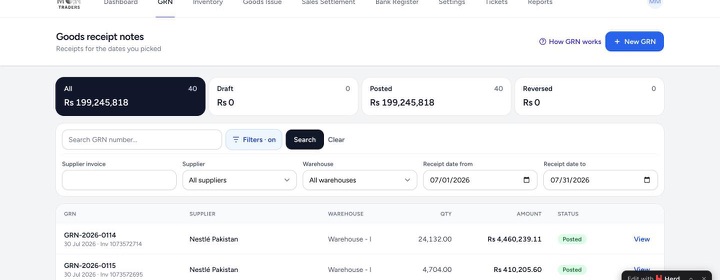 TRADERS
Dashboard GRN Inventory Goods Issue Sales Settlement Bank Register Settings Tickets Reports
MM
Goods receipt notes
Receipts for the dates you picked
How GRN works
+ New GRN
All 40
Rs 199,245,818
Draft 0
Rs 0
Posted 40
Rs 199,245,818
Reversed 0
Rs 0
Search GRN number...
Filters · on
Search
Clear
Supplier invoice
Supplier
All suppliers
Warehouse
All warehouses
Receipt date from
07/01/2026
Receipt date to
07/31/2026
GRN SUPPLIER WAREHOUSE QTY AMOUNT STATUS
GRN-2026-0114
30 Jul 2026 · Inv 1073572714
Nestlé Pakistan Warehouse - I 24,132.00 Rs 4,460,239.11 Posted View
GRN-2026-0115
30 Jul 2026 · Inv 1073572695
Nestlé Pakistan Warehouse - I 4,704.00 Rs 410,205.60 Posted View
Edit with Herd